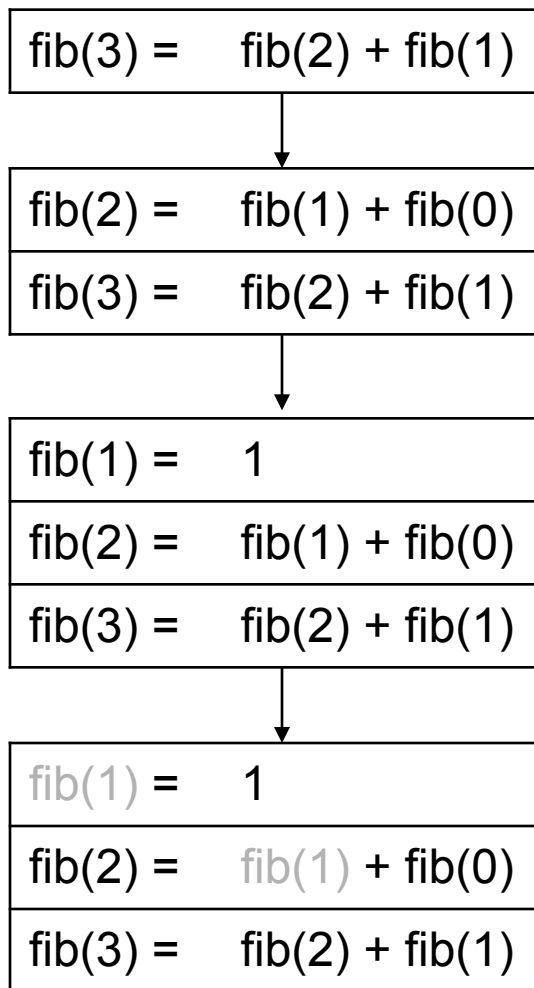 fib(3) = fib(2) + fib(1)
fib(2) = fib(1) + fib(0)
fib(3) = fib(2) + fib(1)
fib(1) = 1
fib(2) = fib(1) + fib(0)
fib(3) = fib(2) + fib(1)
fib(1) = 1
fib(2) = fib(1) + fib(0)
fib(3) = fib(2) + fib(1)